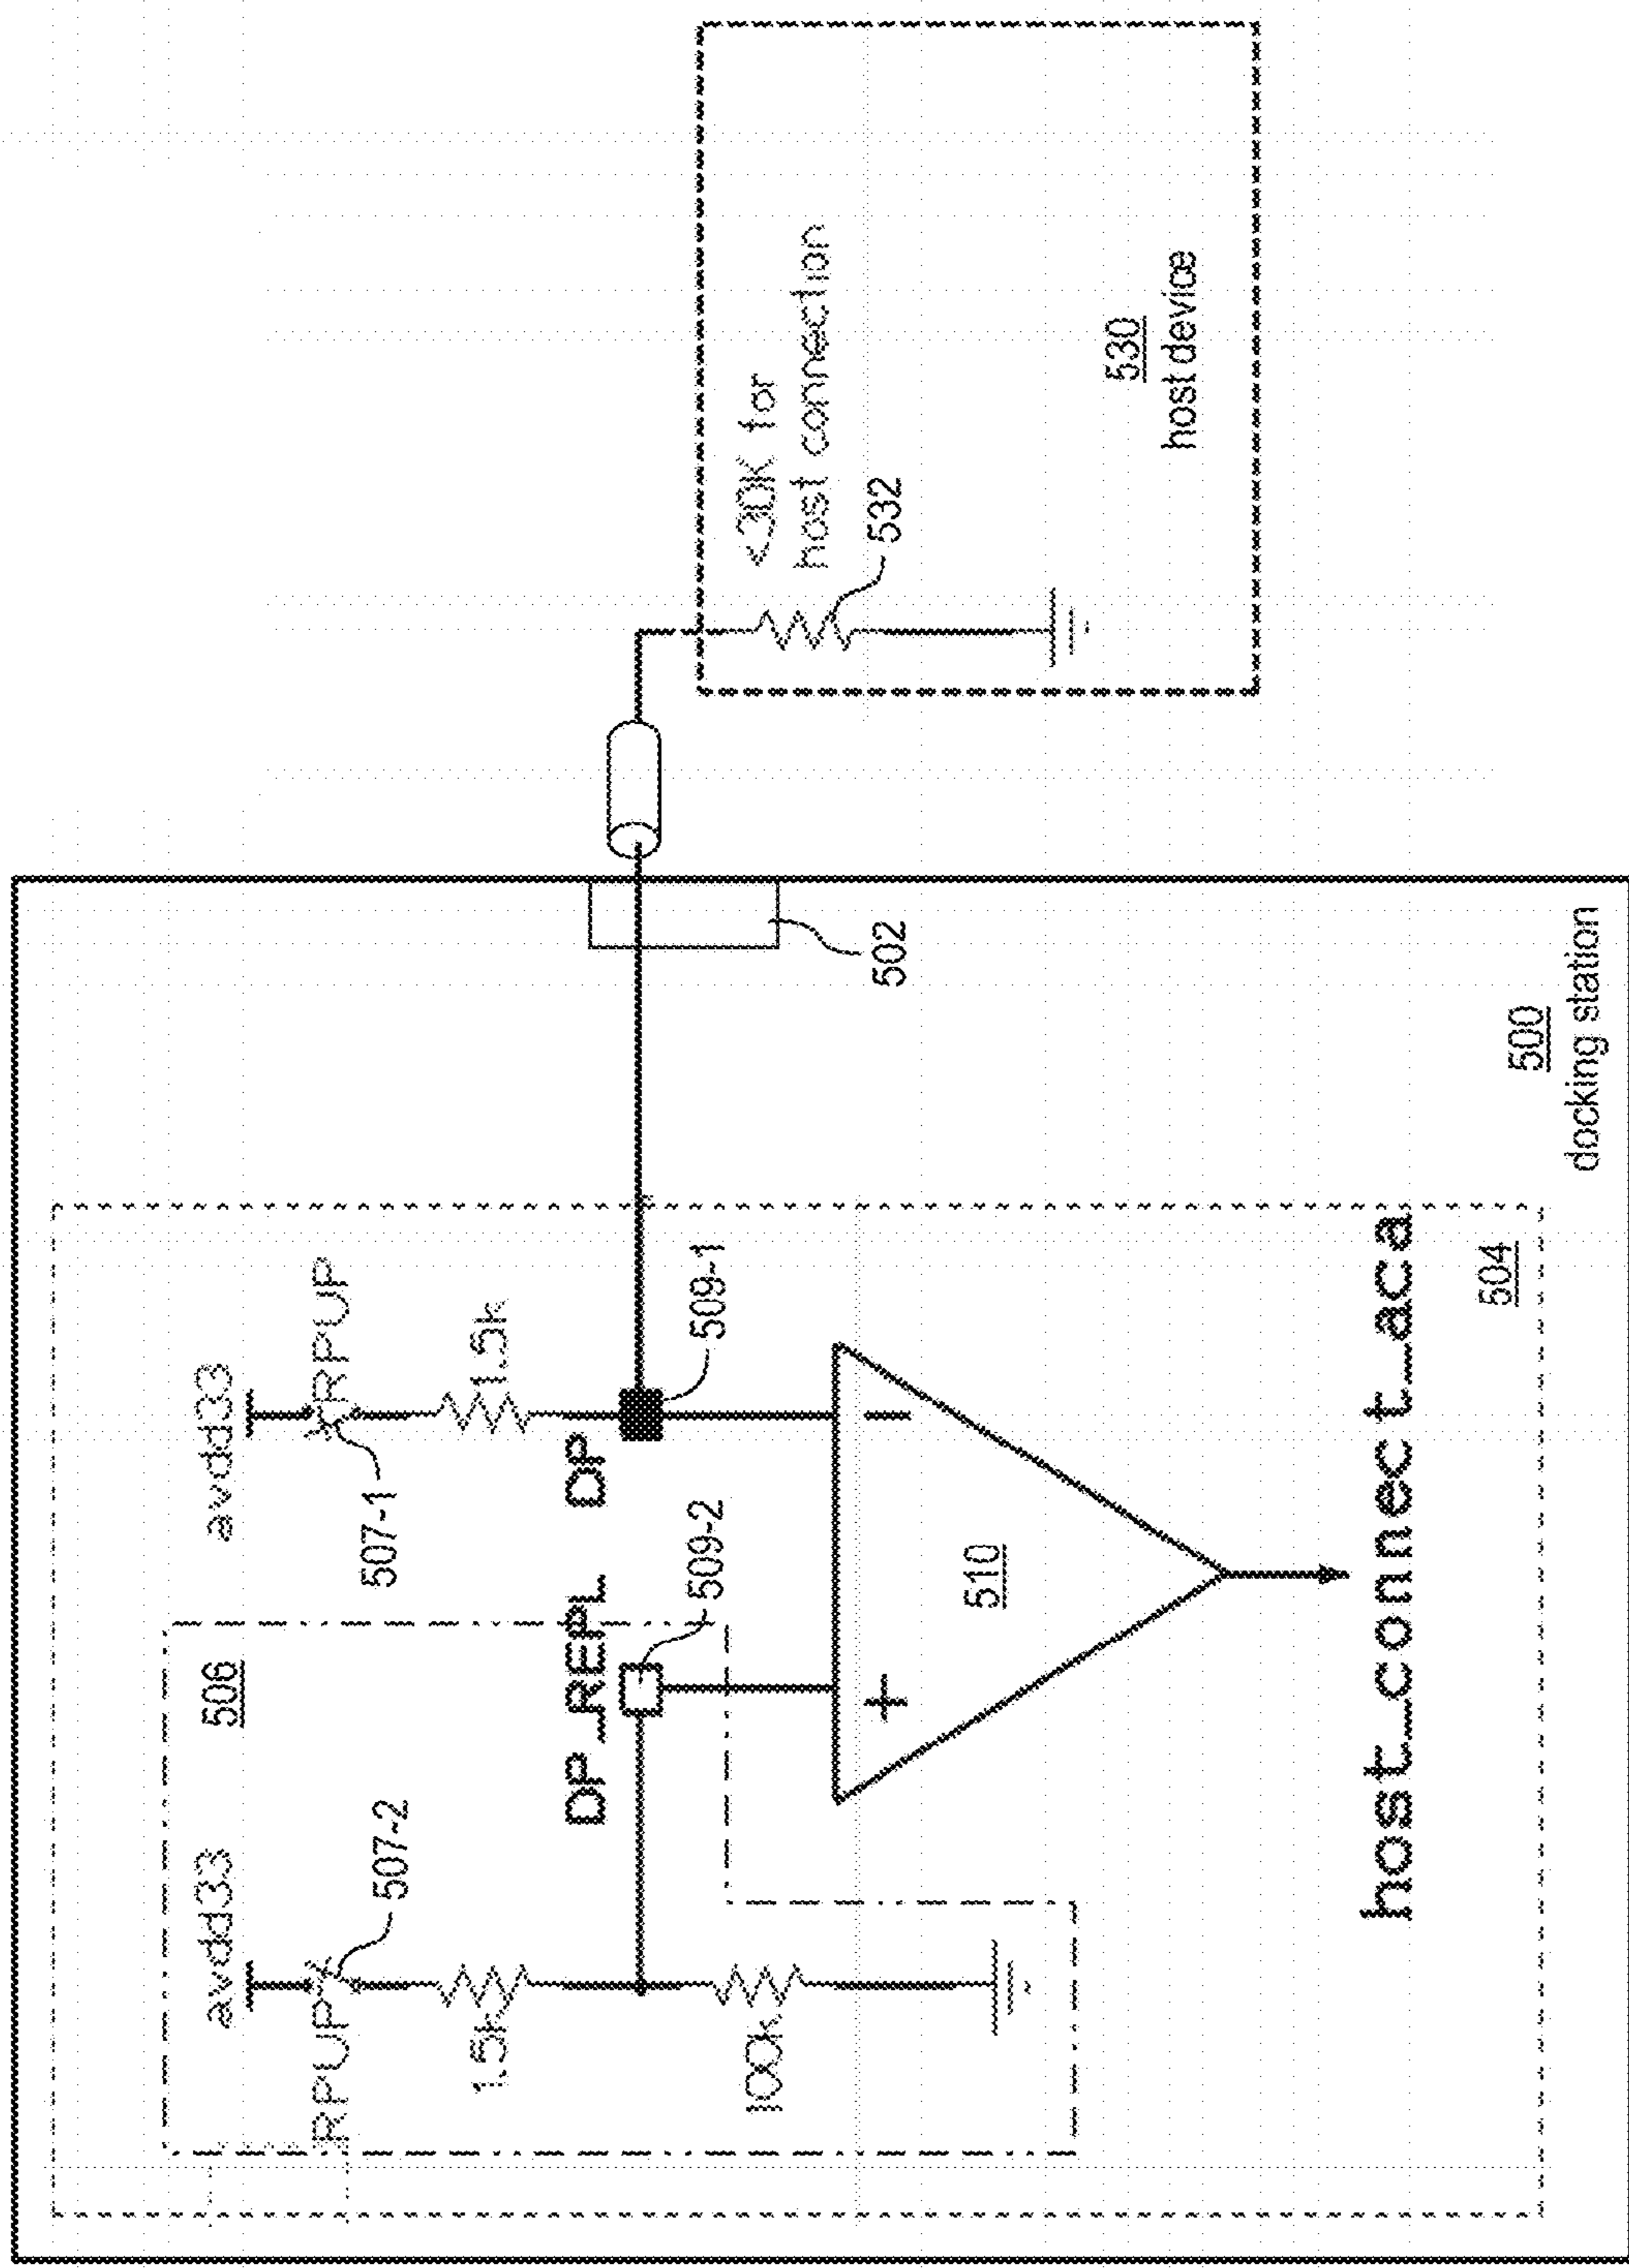 avdd33
avdd33
RPUP
507-2
506
507-1
RPUP
1.5k
1.5k
DP_REPL
DP
509-2
509-1
100k
510
+
−
host_connect_aca
504
502
500
docking station
<30K for
host connection
532
530
host device